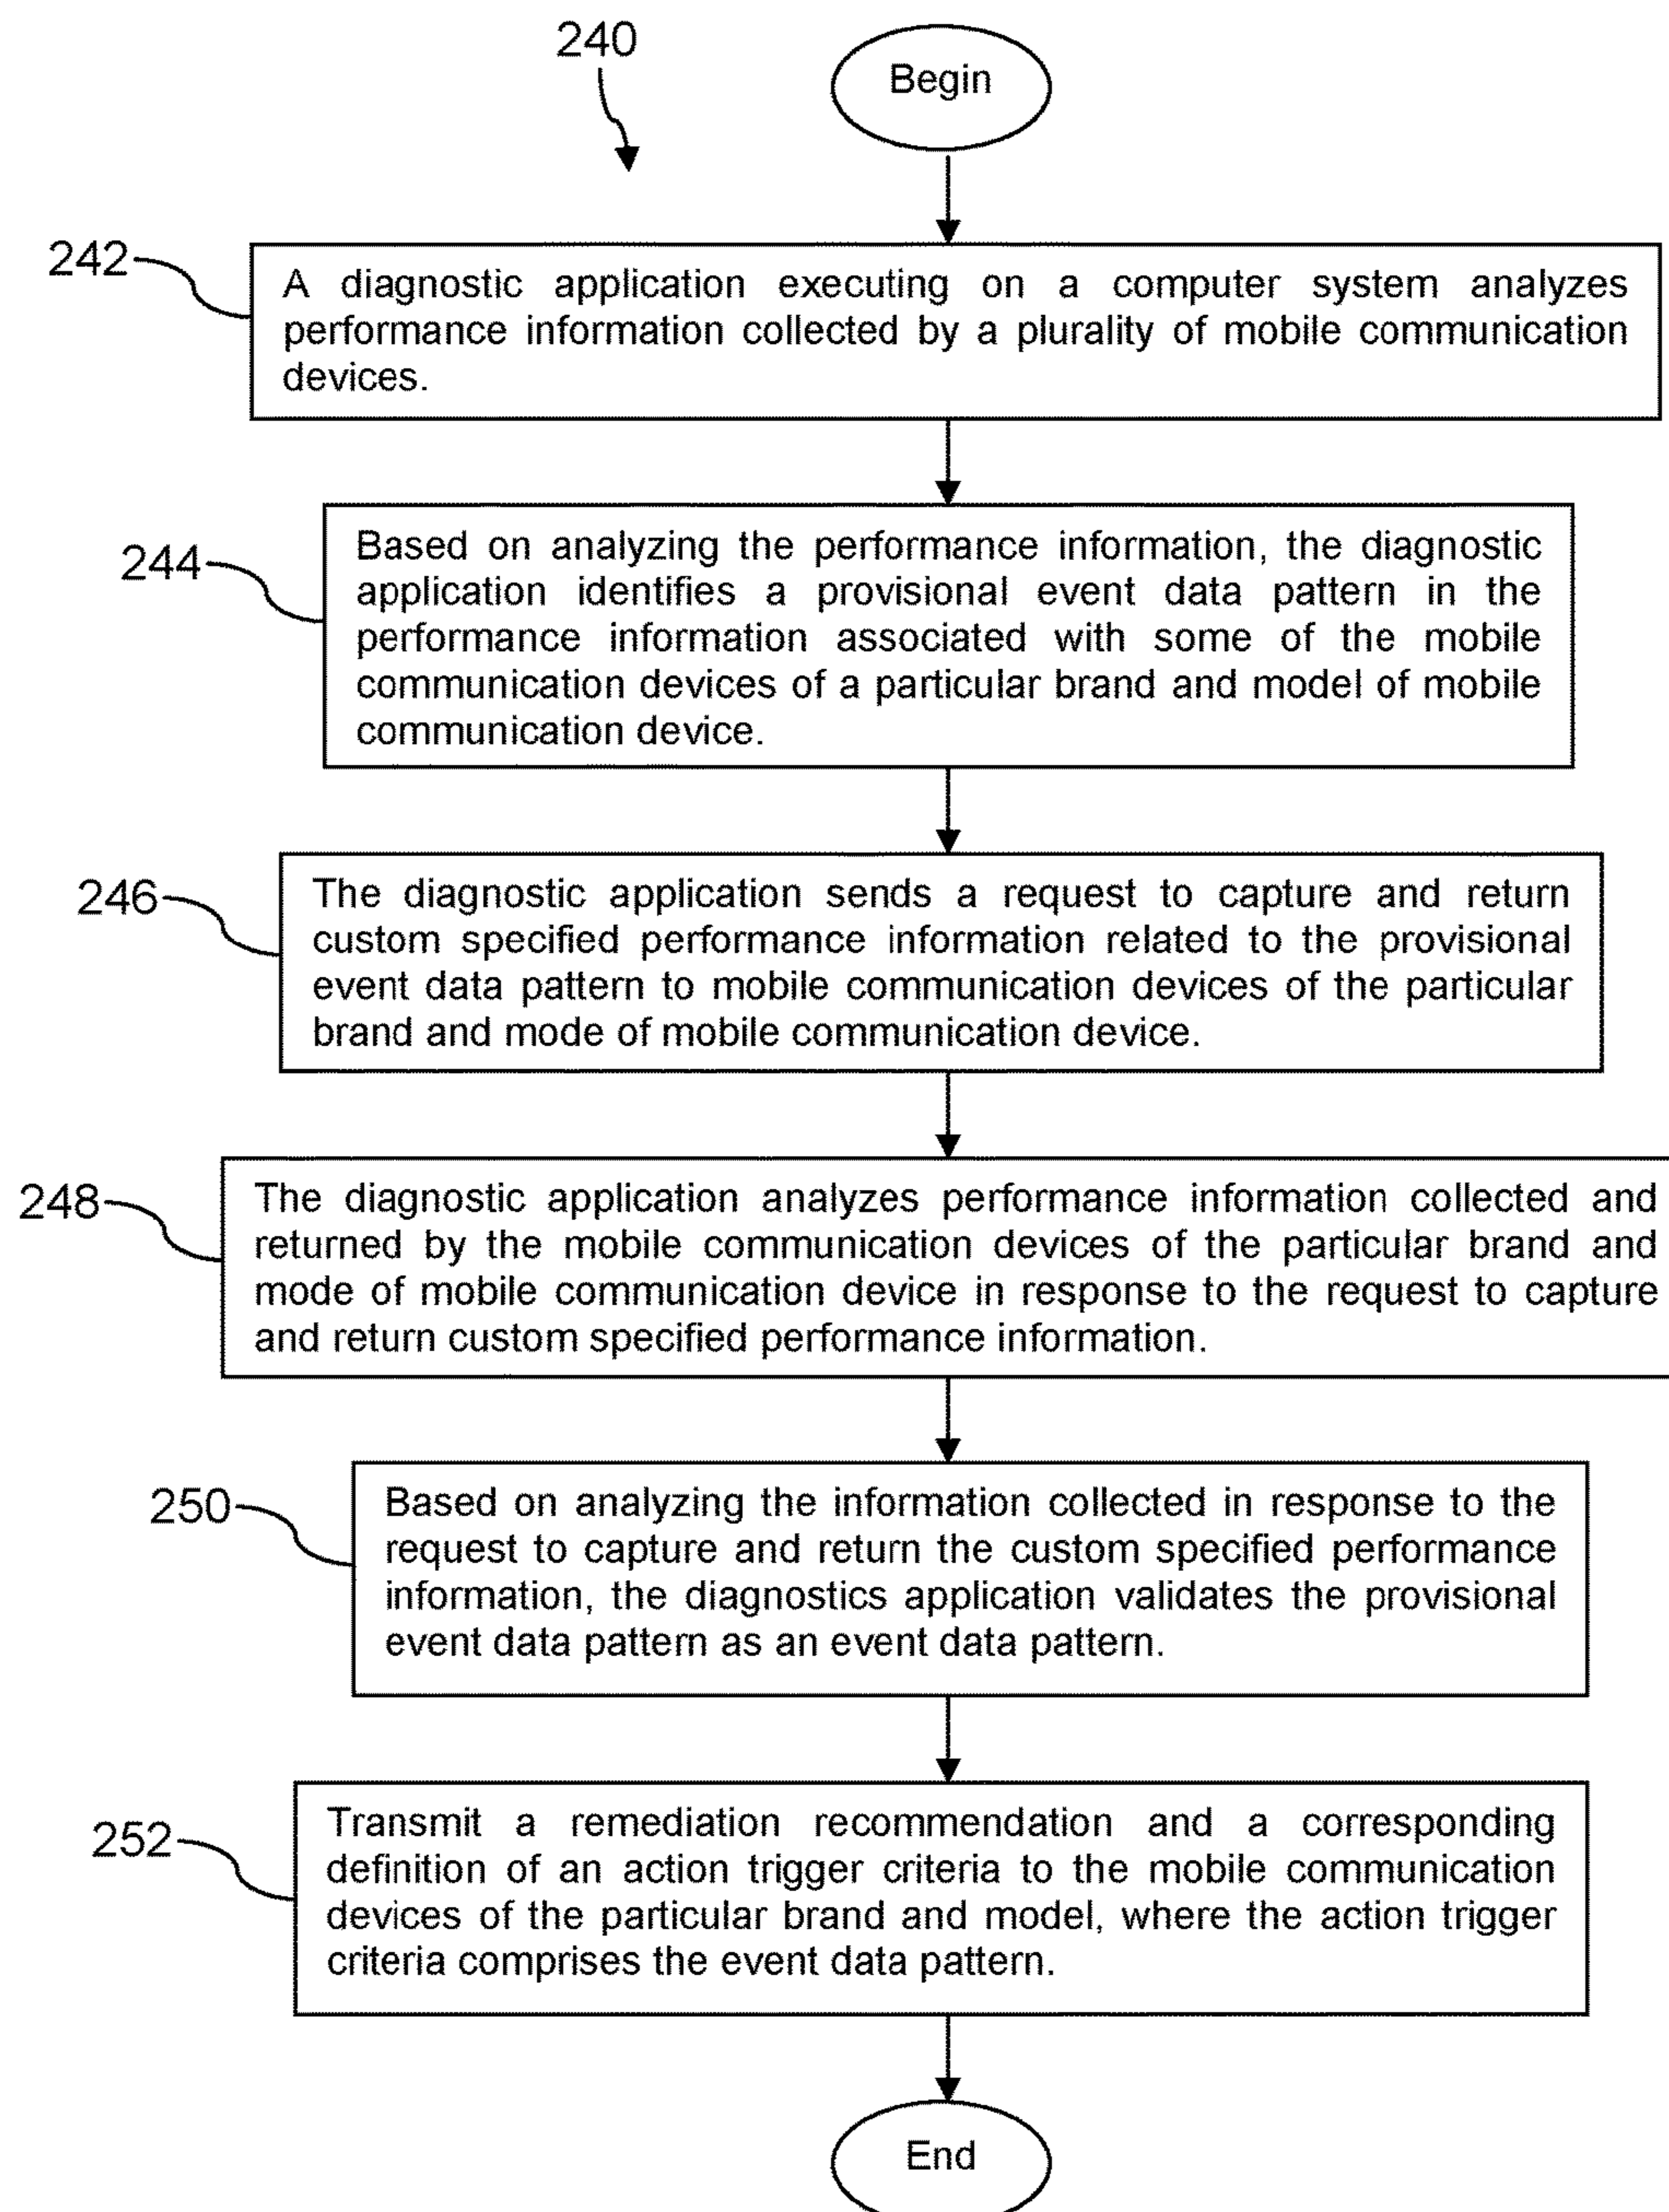 240
Begin
242
A diagnostic application executing on a computer system analyzes
performance information collected by a plurality of mobile communication
devices.
244
Based on analyzing the performance information, the diagnostic
application identifies a provisional event data pattern in the
performance information associated with some of the mobile
communication devices of a particular brand and model of mobile
communication device.
246
The diagnostic application sends a request to capture and return
custom specified performance information related to the provisional
event data pattern to mobile communication devices of the particular
brand and mode of mobile communication device.
248
The diagnostic application analyzes performance information collected and
returned by the mobile communication devices of the particular brand and
mode of mobile communication device in response to the request to capture
and return custom specified performance information.
250
Based on analyzing the information collected in response to the
request to capture and return the custom specified performance
information, the diagnostics application validates the provisional
event data pattern as an event data pattern.
252
Transmit a remediation recommendation and a corresponding
definition of an action trigger criteria to the mobile communication
devices of the particular brand and model, where the action trigger
criteria comprises the event data pattern.
End